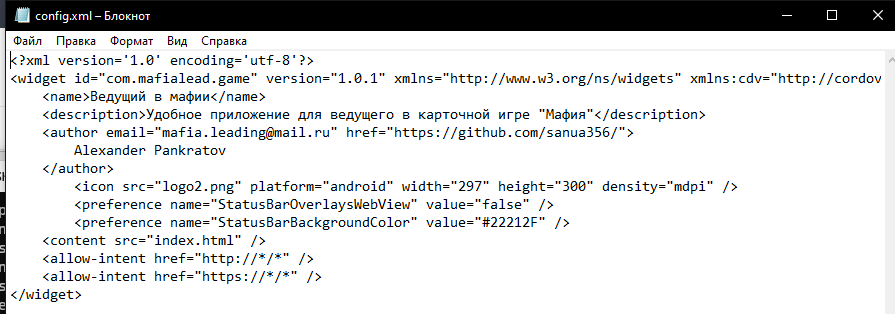 config.xml – Блокнот
Файл Правка Формат Вид Справка
<?xml version='1.0' encoding='utf-8'?>
<widget id="com.mafialead.game" version="1.0.1" xmlns="http://www.w3.org/ns/widgets" xmlns:cdv="http://cordov
<name>Ведущий в мафии</name>
<description>Удобное приложение для ведущего в карточной игре "Мафия"</description>
<author email="mafia.leading@mail.ru" href="https://github.com/sanua356/">
Alexander Pankratov
</author>
<icon src="logo2.png" platform="android" width="297" height="300" density="mdpi" />
<preference name="StatusBarOverlaysWebView" value="false" />
<preference name="StatusBarBackgroundColor" value="#22212F" />
<content src="index.html" />
<allow-intent href="http://*/*" />
<allow-intent href="https://*/*" />
</widget>